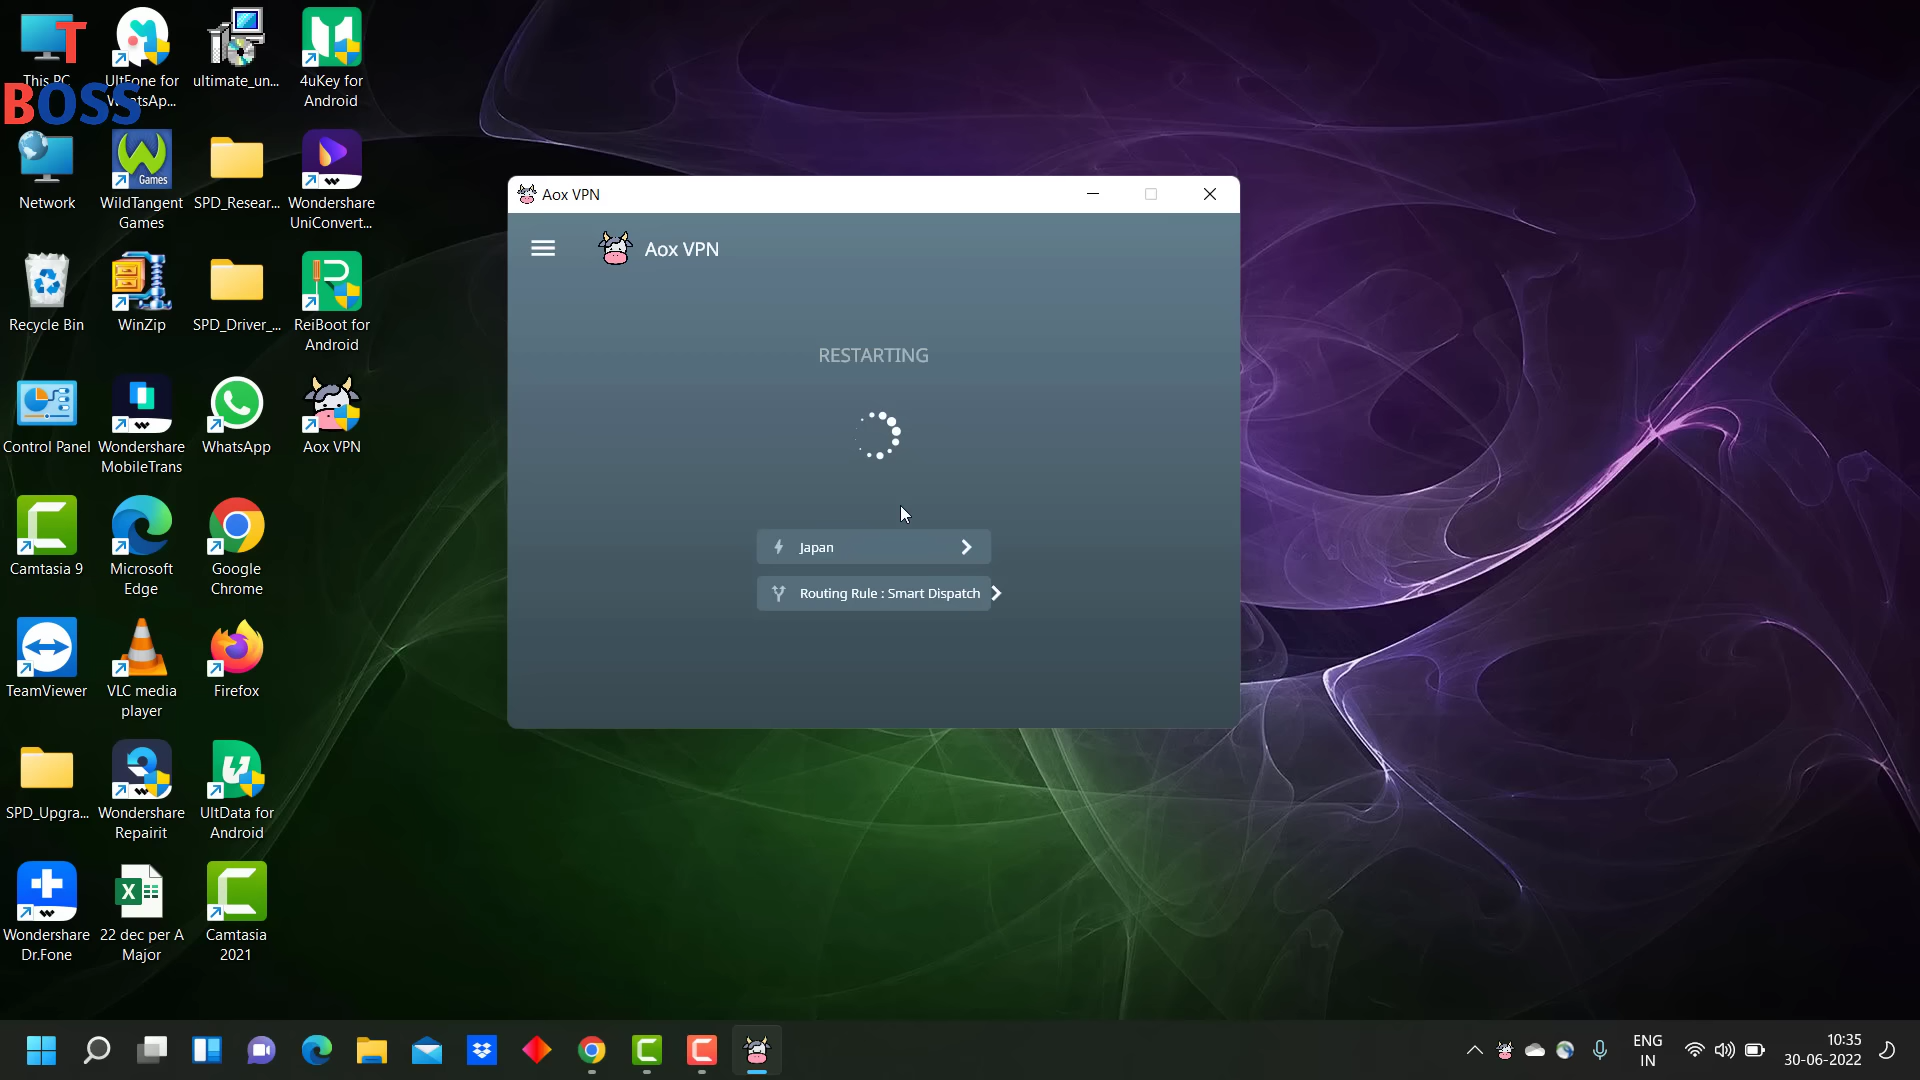 T
BOSS
This PC
UltFone for
WhatsAp...
ultimate_un...
4uKey for
Android
Network
WildTangent
Games
SPD_Resear...
Wondershare
UniConvert...
Recycle Bin
WinZip
SPD_Driver_...
ReiBoot for
Android
Control Panel
Wondershare
MobileTrans
WhatsApp
Aox VPN
Camtasia 9
Microsoft
Edge
Google
Chrome
TeamViewer
VLC media
player
Firefox
SPD_Upgra...
Wondershare
Repairit
UltData for
Android
Wondershare
Dr.Fone
22 dec per A
Major
Camtasia
2021
Games
Aox VPN
Aox VPN
RESTARTING
Japan
Routing Rule : Smart Dispatch
ENG
IN
10:35
30-06-2022